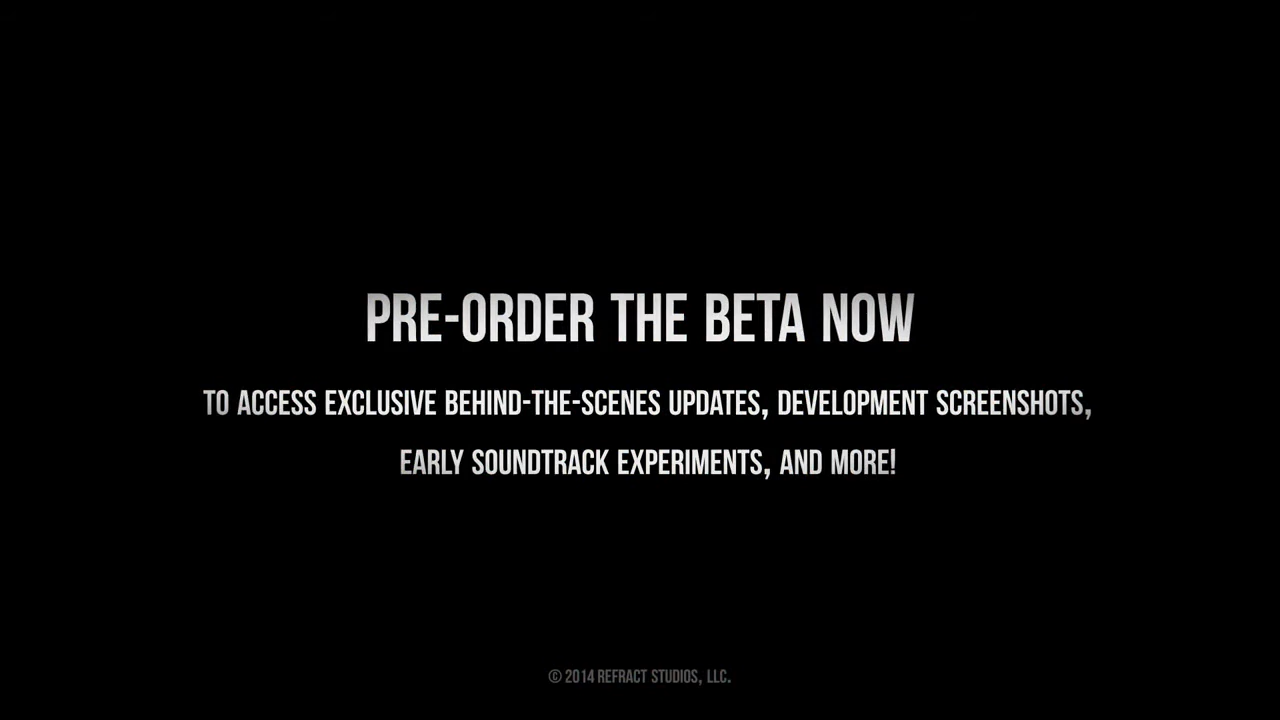 PRE-ORDER THE BETA NOW
TO ACCESS EXCLUSIVE BEHIND-THE-SCENES UPDATES, DEVELOPMENT SCREENSHOTS,
EARLY SOUNDTRACK EXPERIMENTS, AND MORE!
© 2014 REFRACT STUDIOS, LLC.